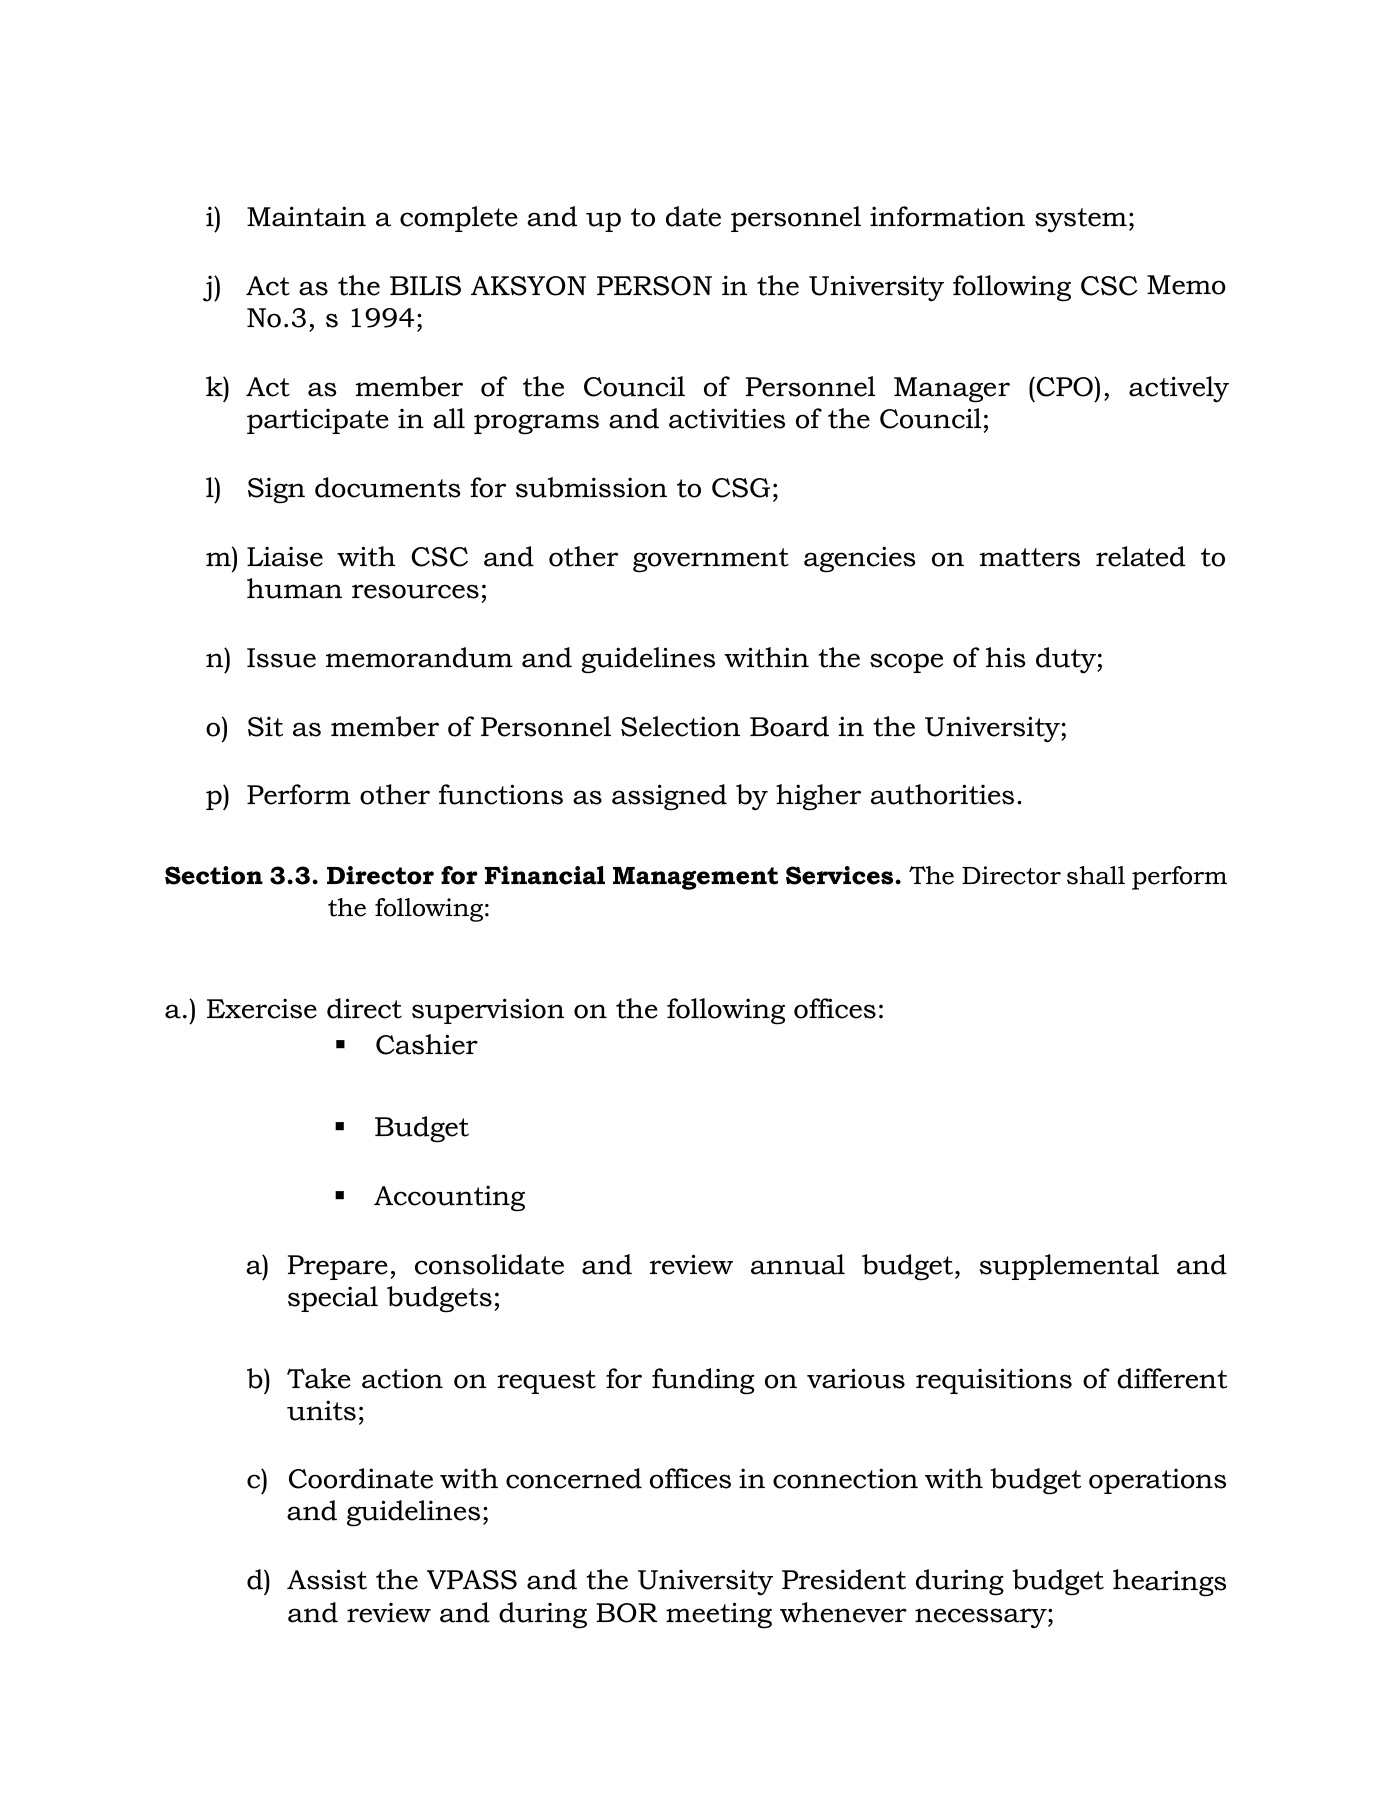 i) Maintain a complete and up to date personnel information system;
j) Act as the BILIS AKSYON PERSON in the University following CSC Memo
No.3, s 1994;
k) Act as member of the Council of Personnel Manager (CPO), actively
participate in all programs and activities of the Council;
l) Sign documents for submission to CSG;
m) Liaise with CSC and other government agencies on matters related to
human resources;
n) Issue memorandum and guidelines within the scope of his duty;
o) Sit as member of Personnel Selection Board in the University;
p) Perform other functions as assigned by higher authorities.
Section 3.3. Director for Financial Management Services. The Director shall perform
the following:
a.) Exercise direct supervision on the following offices:
▪ Cashier
▪ Budget
▪ Accounting
a) Prepare, consolidate and review annual budget, supplemental and
special budgets;
b) Take action on request for funding on various requisitions of different
units;
c) Coordinate with concerned offices in connection with budget operations
and guidelines;
d) Assist the VPASS and the University President during budget hearings
and review and during BOR meeting whenever necessary;